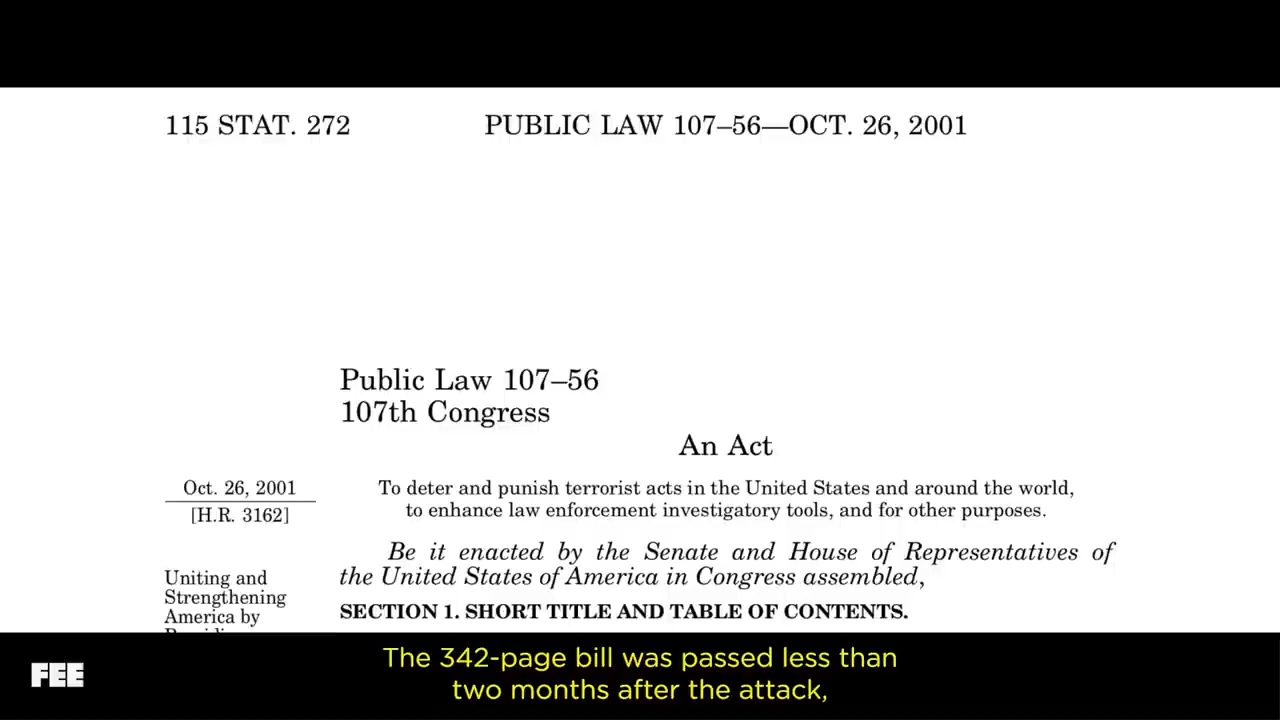 115 STAT. 272
PUBLIC LAW 107–56—OCT. 26, 2001
Public Law 107–56
107th Congress
An Act
Oct. 26, 2001
[H.R. 3162]
To deter and punish terrorist acts in the United States and around the world,
to enhance law enforcement investigatory tools, and for other purposes.
Be it enacted by the Senate and House of Representatives of
the United States of America in Congress assembled,
Uniting and
Strengthening
America by
SECTION 1. SHORT TITLE AND TABLE OF CONTENTS.
The 342-page bill was passed less than
two months after the attack,
FEE